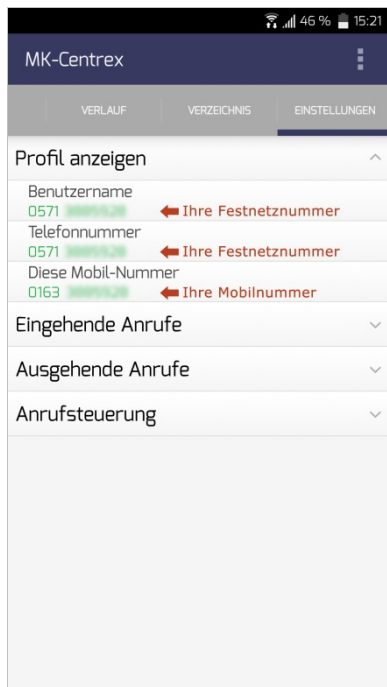 46 % 15:21
MK-Centrex
VERLAUF VERZEICHNIS EINSTELLUNGEN
Profil anzeigen
Benutzername
0571 Ihre Festnetznummer
Telefonnummer
0571 Ihre Festnetznummer
Diese Mobil-Nummer
0163 Ihre Mobilnummer
Eingehende Anrufe
Ausgehende Anrufe
Anrufsteuerung